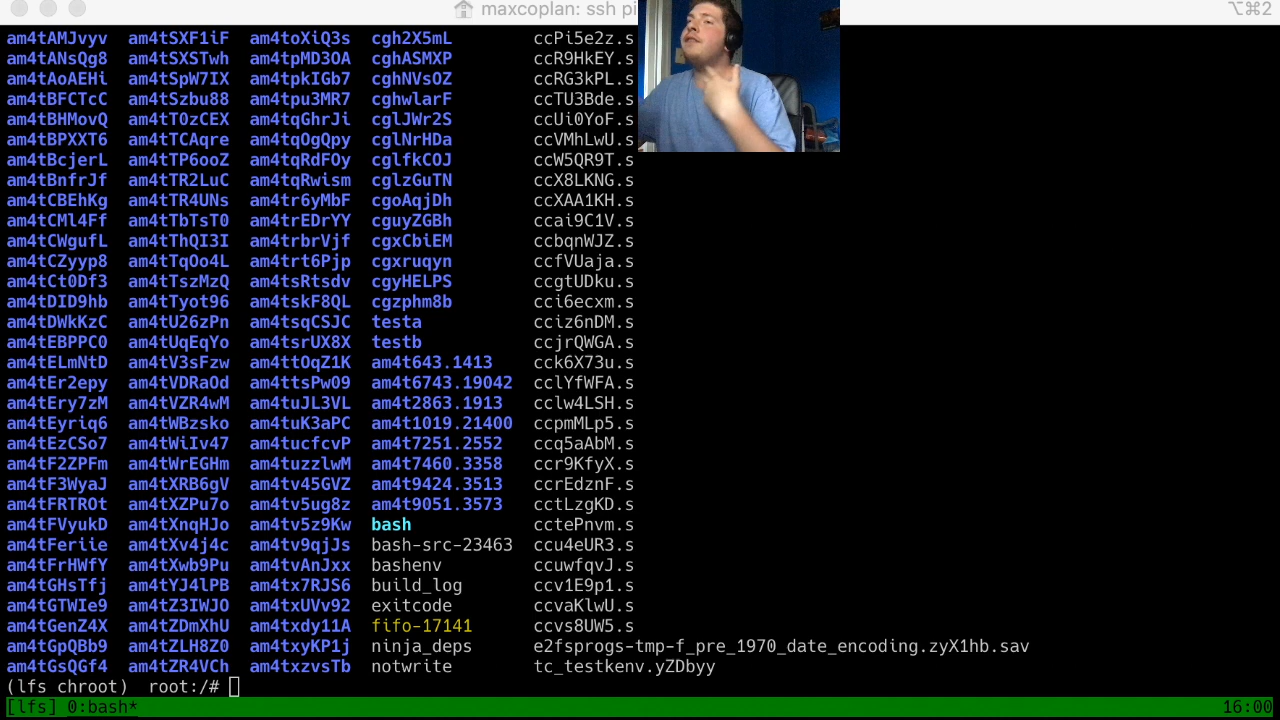 maxcoplan: ssh pi ⌥⌘2
am4tAMJvyv am4tSXF1iF am4toXiQ3s cgh2X5mL ccPi5e2z.s
am4tANsQg8 am4tSXSTwh am4tpMD3OA cghASMXP ccR9HkEY.s
am4tAoAEHi am4tSpW7IX am4tpkIGb7 cghNVsOZ ccRG3kPL.s
am4tBFCTcC am4tSzbu88 am4tpu3MR7 cghwlarF ccTU3Bde.s
am4tBHMovQ am4tT0zCEX am4tqGhrJi cglJWr2S ccUi0YoF.s
am4tBPXXT6 am4tTCAqre am4tqOgQpy cglNrHDa ccVMhLwU.s
am4tBcjerL am4tTP6ooZ am4tqRdFOy cglfkCOJ ccW5QR9T.s
am4tBnfrJf am4tTR2LuC am4tqRwism cglzGuTN ccX8LKNG.s
am4tCBEhKg am4tTR4UNs am4tr6yMbF cgoAqjDh ccXAA1KH.s
am4tCMl4Ff am4tTbTsT0 am4trEDrYY cguyZGBh ccai9C1V.s
am4tCWgufL am4tThQI3I am4trbrVjf cgxCbiEM ccbqnWJZ.s
am4tCZyyp8 am4tTqOo4L am4trt6Pjp cgxruqyn ccfVUaja.s
am4tCt0Df3 am4tTszMzQ am4tsRtsdv cgyHELPS ccgtUDku.s
am4tDID9hb am4tTyot96 am4tskF8QL cgzphm8b cci6ecxm.s
am4tDWkKzC am4tU26zPn am4tsqCSJC testa cciz6nDM.s
am4tEBPPC0 am4tUqEqYo am4tsrUX8X testb ccjrQWGA.s
am4tELmNtD am4tV3sFzw am4ttOqZ1K am4t643.1413 cck6X73u.s
am4tEr2epy am4tVDRaOd am4ttsPw09 am4t6743.19042 cclYfWFA.s
am4tEry7zM am4tVZR4wM am4tuJL3VL am4t2863.1913 cclw4LSH.s
am4tEyriq6 am4tWBzsko am4tuK3aPC am4t1019.21400 ccpmMLp5.s
am4tEzCSo7 am4tWiIv47 am4tucfcvP am4t7251.2552 ccq5aAbM.s
am4tF2ZPFm am4tWrEGHm am4tuzzlwM am4t7460.3358 ccr9KfyX.s
am4tF3WyaJ am4tXRB6gV am4tv45GVZ am4t9424.3513 ccrEdznF.s
am4tFRTROt am4tXZPu7o am4tv5ug8z am4t9051.3573 cctLzgKD.s
am4tFVyukD am4tXnqHJo am4tv5z9Kw bash cctePnvm.s
am4tFeriie am4tXv4j4c am4tv9qjJs bash-src-23463 ccu4eUR3.s
am4tFrHWfY am4tXwb9Pu am4tvAnJxx bashenv ccuwfqvJ.s
am4tGHsTfj am4tYJ4lPB am4tx7RJS6 build_log ccv1E9p1.s
am4tGTWIe9 am4tZ3IWJO am4txUVv92 exitcode ccvaKlwU.s
am4tGenZ4X am4tZDmXhU am4txdy11A fifo-17141 ccvs8UW5.s
am4tGpQBb9 am4tZLH8Z0 am4txyKP1j ninja_deps e2fsprogs-tmp-f_pre_1970_date_encoding.zyX1hb.sav
am4tGsQGf4 am4tZR4VCh am4txzvsTb notwrite tc_testkenv.yZDbyy
(lfs chroot) root:/#
[lfs] 0:bash* 16:00